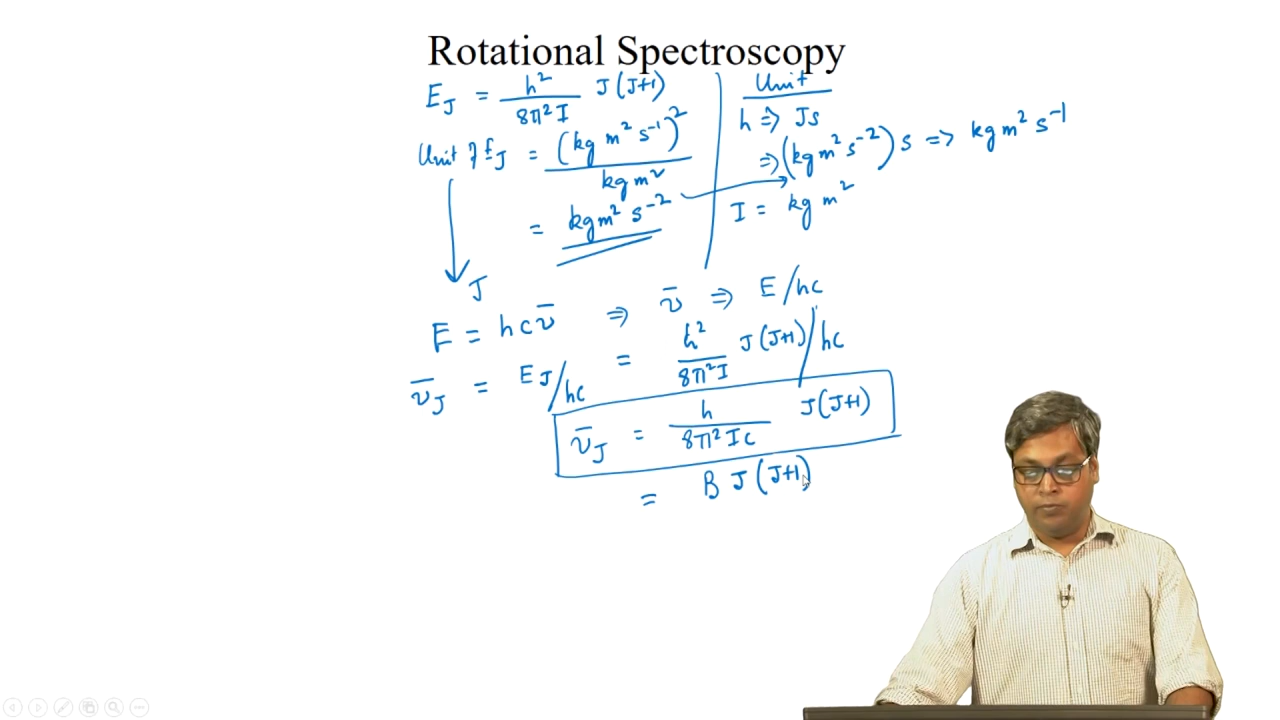 Rotational Spectroscopy
E_J = h²/8π²I J(J+1)
Unit of E_J = (kg m² s⁻¹)²/kg m²
= kg m² s⁻²
J
Unit
h ⇒ Js
⇒ (kg m² s⁻²) s ⇒ kg m² s⁻¹
I = kg m²
E = hcν̄ ⇒ ν̄ ⇒ E/hc
ν̄_J = E_J/hc = h²/8π²I J(J+1)/hc
ν̄_J = h/8π²Ic J(J+1)
= B J(J+1)